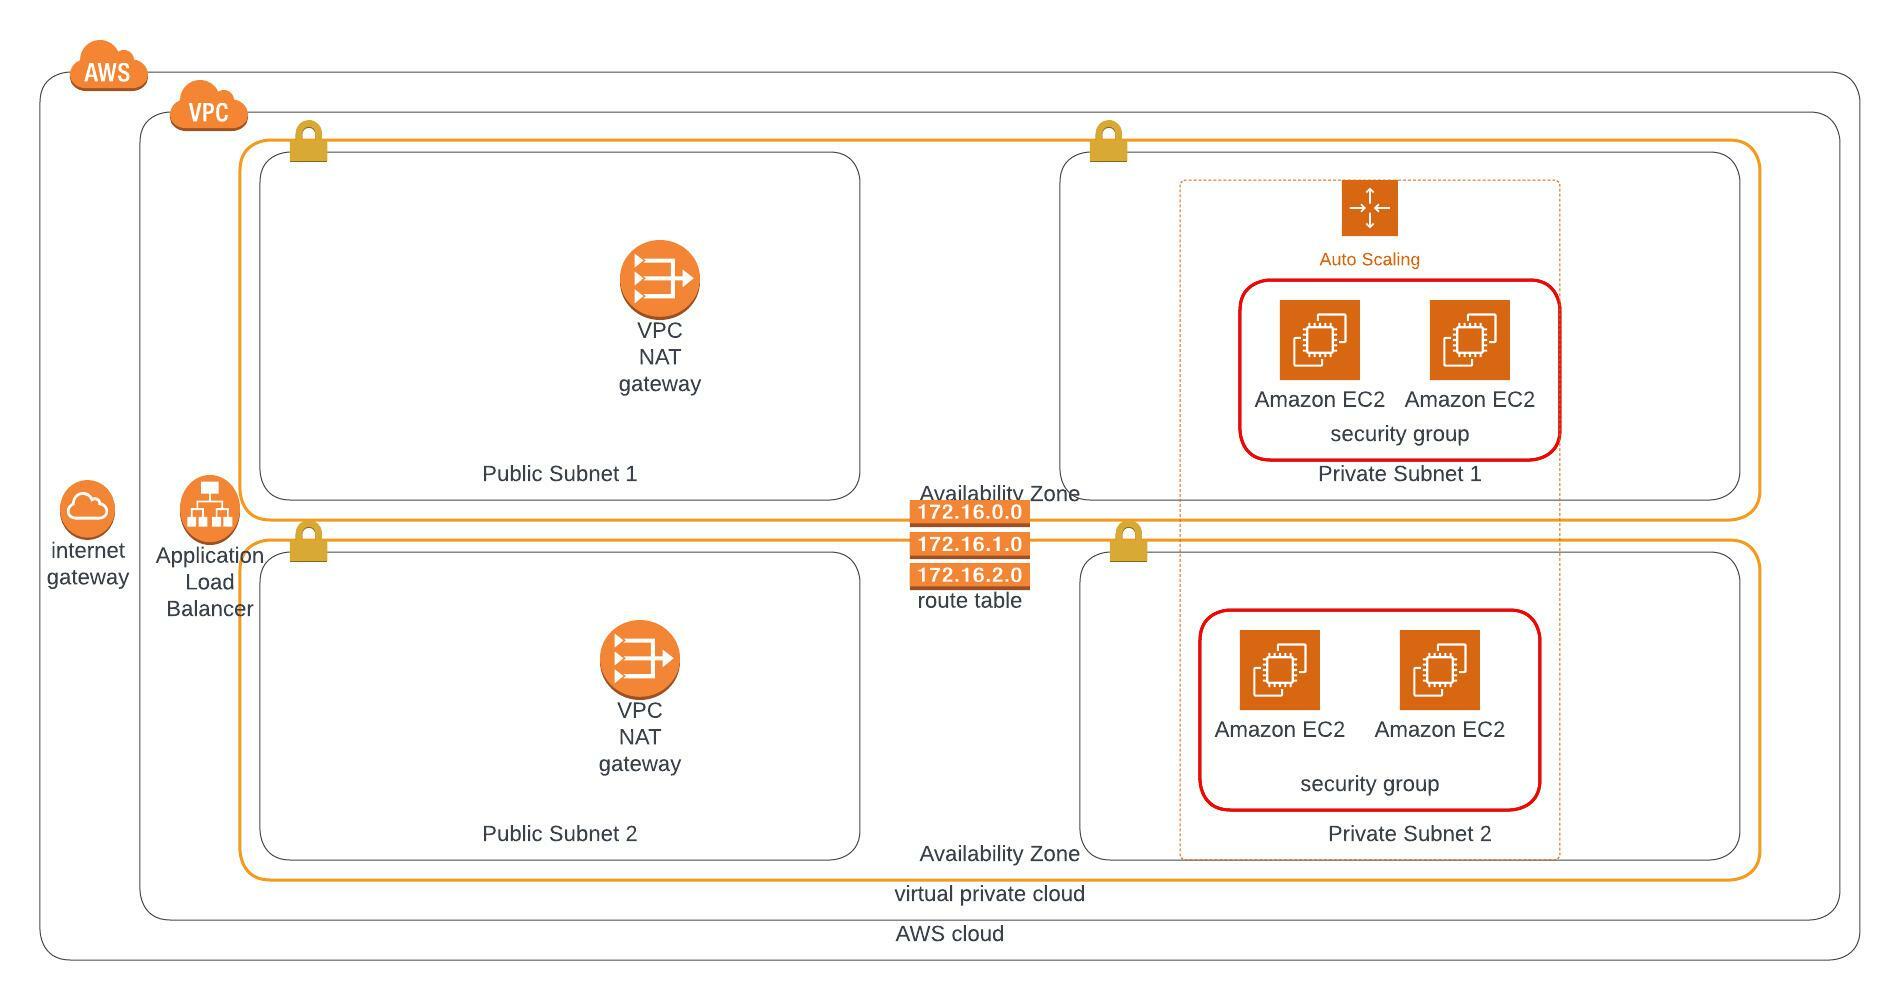 AWS
VPC
Auto Scaling
VPC
NAT
gateway
Amazon EC2
Amazon EC2
security group
Public Subnet 1
Private Subnet 1
Availability Zone
172.16.0.0
172.16.1.0
172.16.2.0
route table
internet
gateway
Application
Load
Balancer
VPC
NAT
gateway
Amazon EC2
Amazon EC2
security group
Public Subnet 2
Private Subnet 2
Availability Zone
virtual private cloud
AWS cloud